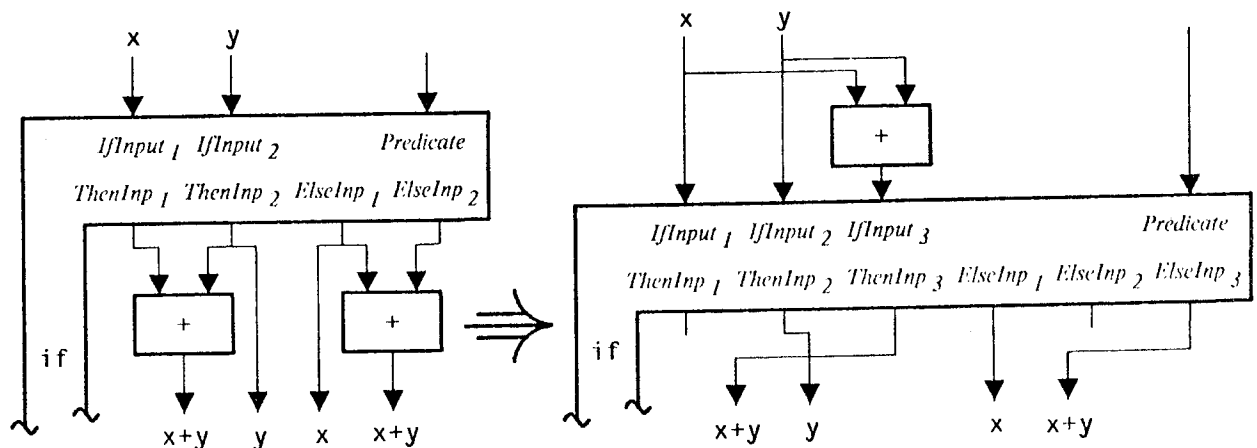 x y
IfInput 1 IfInput 2 Predicate
ThenInp 1 ThenInp 2 ElseInp 1 ElseInp 2
+ +
if
x+y y x x+y
x y
+
IfInput 1 IfInput 2 IfInput 3 Predicate
ThenInp 1 ThenInp 2 ThenInp 3 ElseInp 1 ElseInp 2 ElseInp 3
if
x+y y x x+y